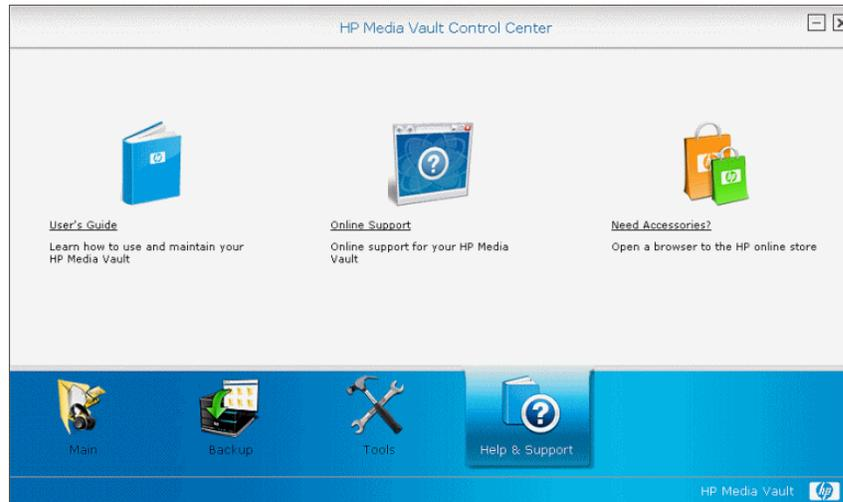 HP Media Vault Control Center
User's Guide
Learn how to use and maintain your
HP Media Vault
Online Support
Online support for your HP Media
Vault
Need Accessories?
Open a browser to the HP online store
Main
Backup
Tools
Help & Support
HP Media Vault
hp